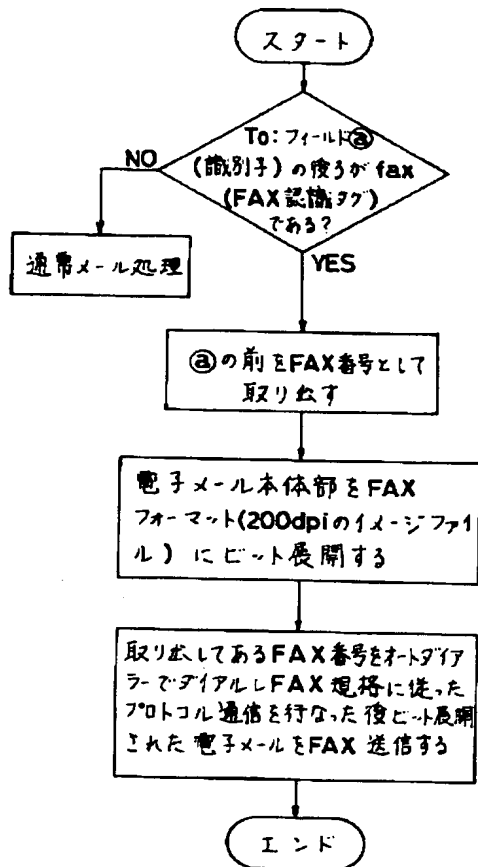 スタート
To:フィールドⓐ
(識別子)の後ろがfax
(FAX認識タグ)
である?
NO
YES
通常メール処理
ⓐの前をFAX番号として
取り出す
電子メール本体部をFAX
フォーマット(200dpiのイメージファイ
ル)にビット展開する
取り出してあるFAX番号をオートダイア
ラーでダイアルしFAX規格に従った
プロトコル通信を行なった後ビット展開
された電子メールをFAX送信する
エンド